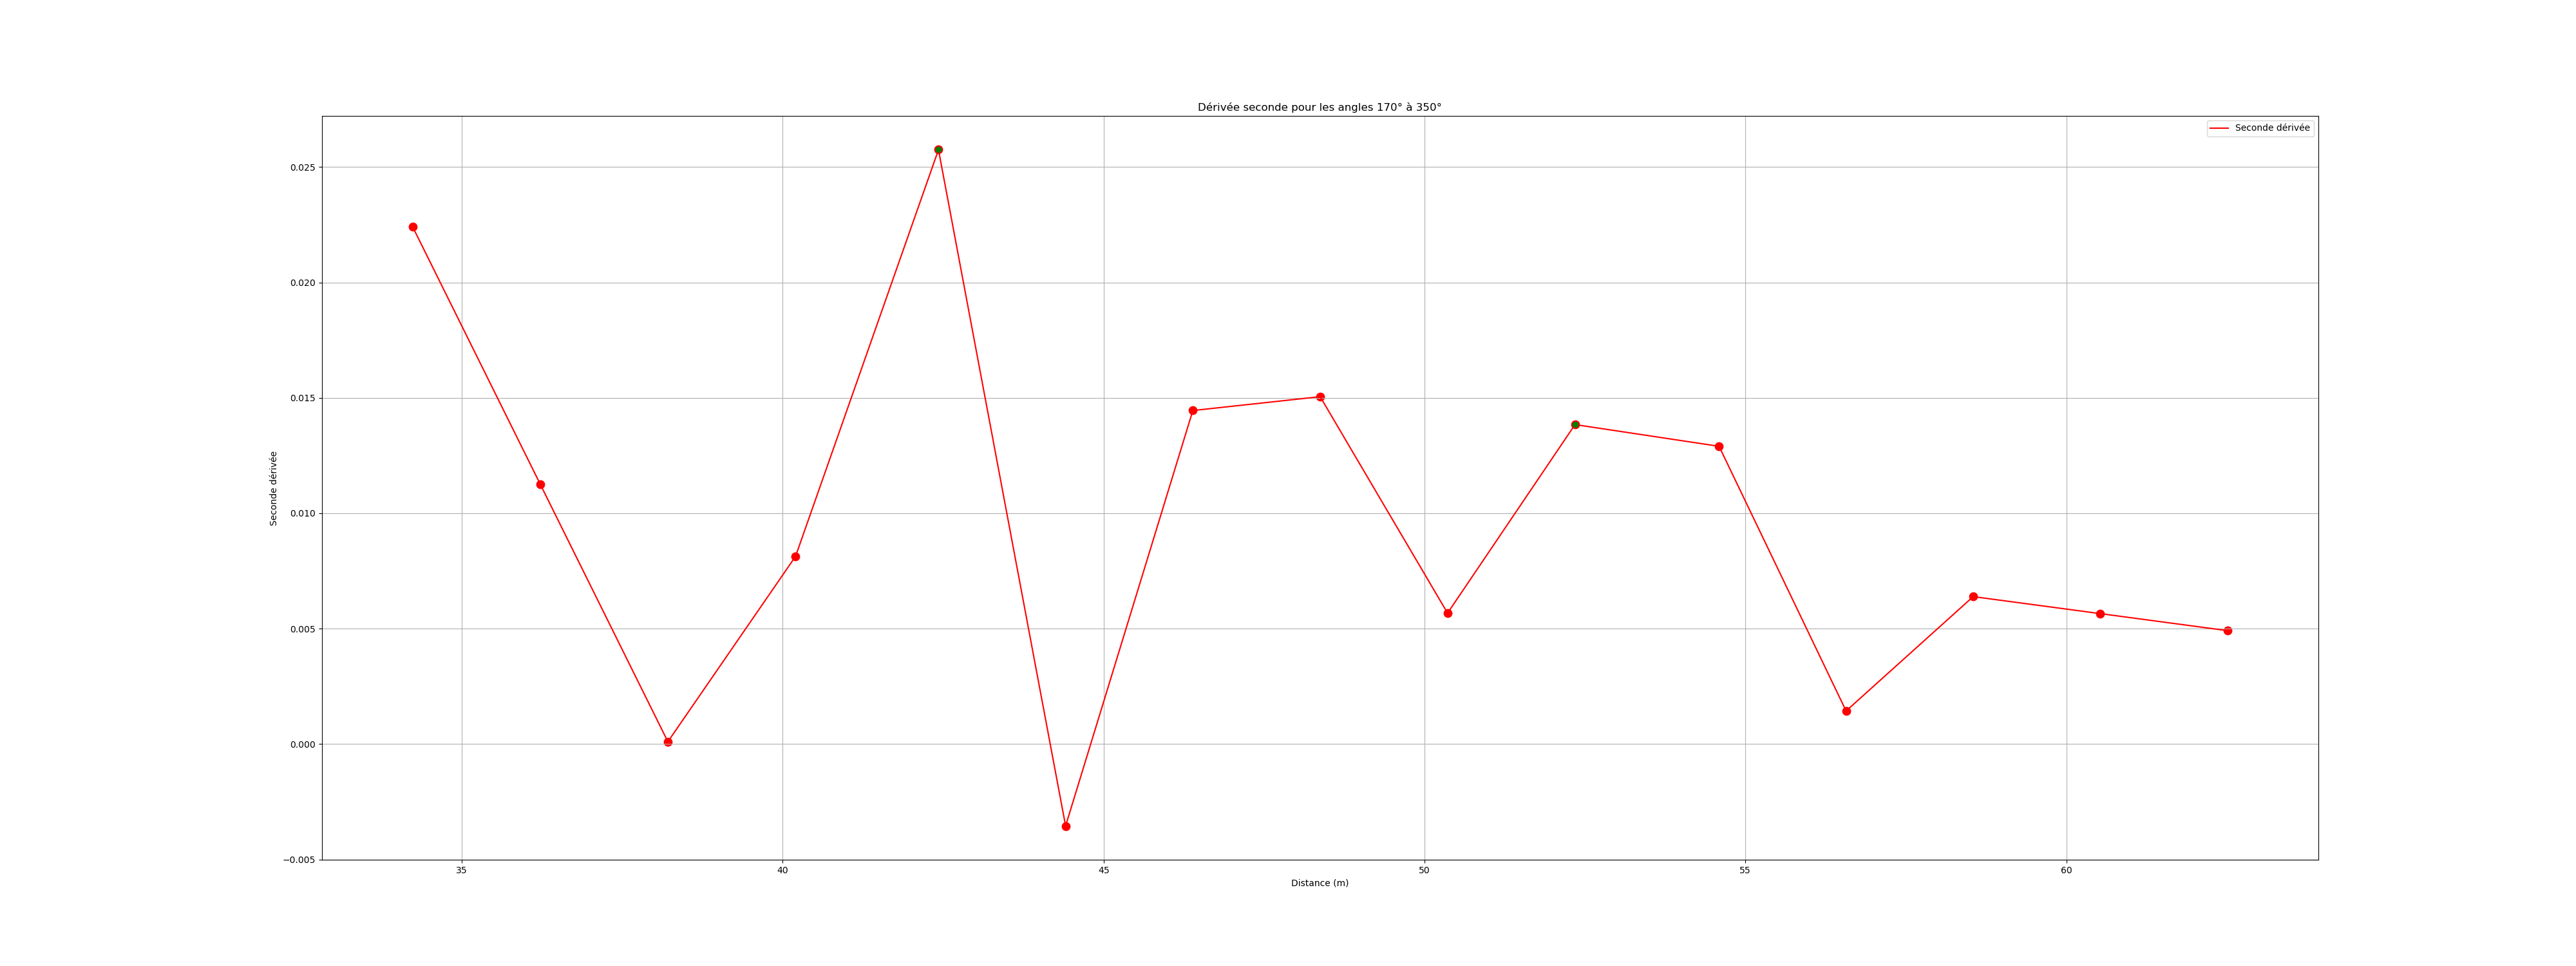 Dérivée seconde pour les angles 170° à 350°
Seconde dérivée
0.025
0.020
0.015
0.010
0.005
0.000
−0.005
Seconde dérivée
35 40 45 50 55 60
Distance (m)